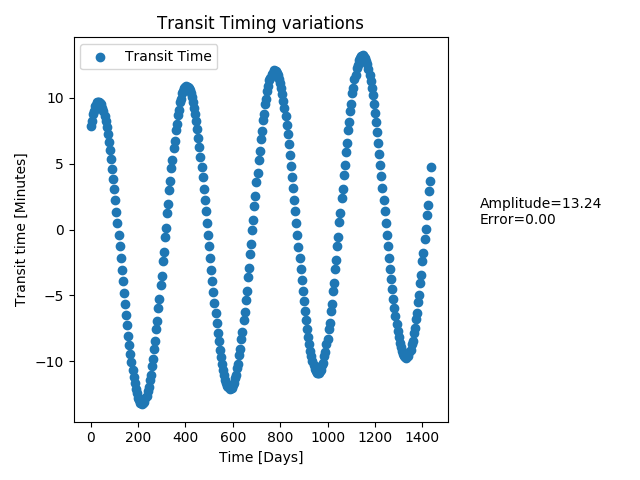 Transit Timing variations
Transit Time
10
5
0
−5
−10
Transit time [Minutes]
0 200 400 600 800 1000 1200 1400
Time [Days]
Amplitude=13.24
Error=0.00